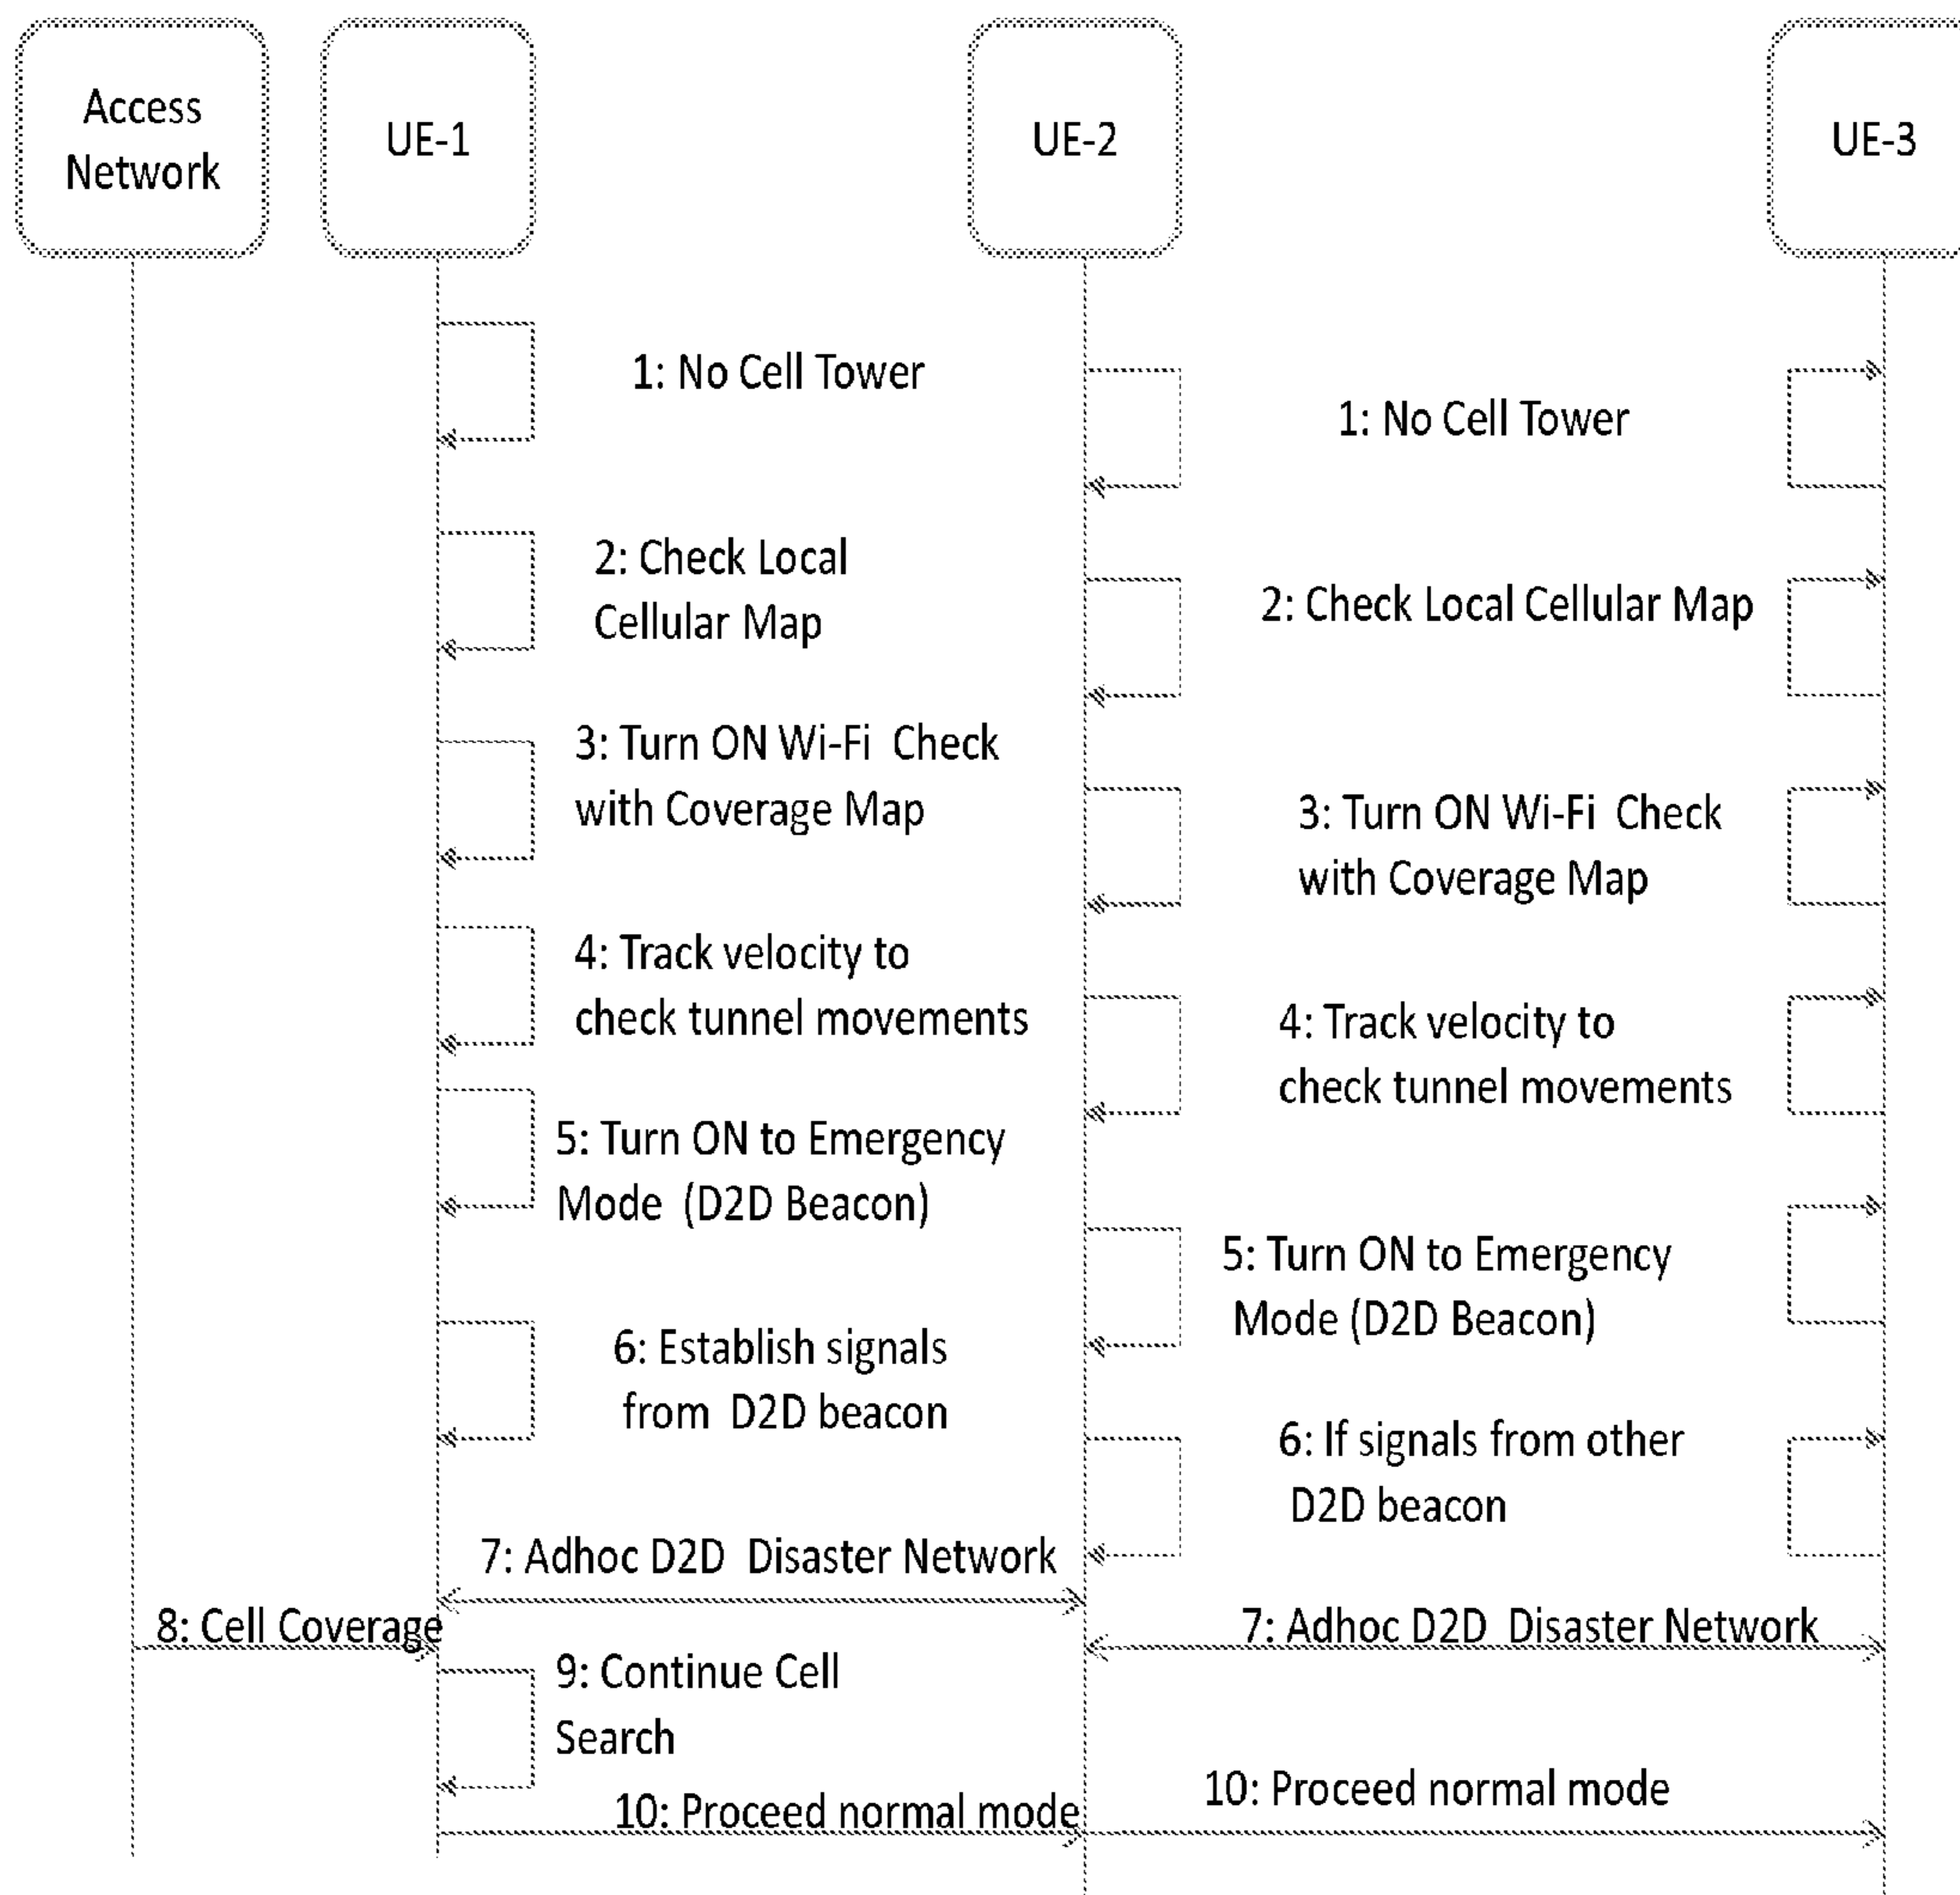 Access
Network
UE-1
UE-2
UE-3
1: No Cell Tower
1: No Cell Tower
2: Check Local
Cellular Map
2: Check Local Cellular Map
3: Turn ON Wi-Fi Check
with Coverage Map
3: Turn ON Wi-Fi Check
with Coverage Map
4: Track velocity to
check tunnel movements
4: Track velocity to
check tunnel movements
5: Turn ON to Emergency
Mode (D2D Beacon)
5: Turn ON to Emergency
Mode (D2D Beacon)
6: Establish signals
from D2D beacon
6: If signals from other
D2D beacon
7: Adhoc D2D Disaster Network
8: Cell Coverage
7: Adhoc D2D Disaster Network
9: Continue Cell
Search
10: Proceed normal mode
10: Proceed normal mode